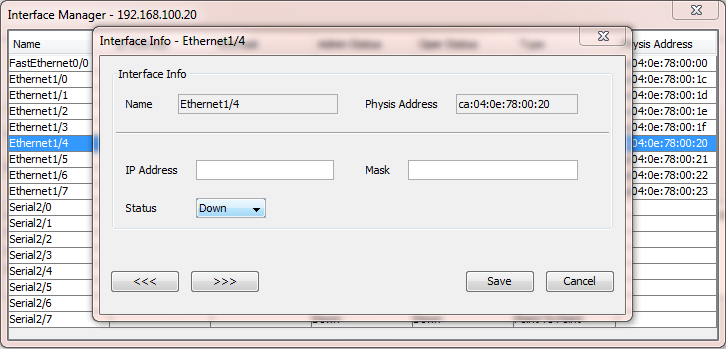 Interface Manager - 192.168.100.20
Name
ysis Address
FastEthernet0/0 04:0e:78:00:00
Ethernet1/0 04:0e:78:00:1c
Ethernet1/1 04:0e:78:00:1d
Ethernet1/2 04:0e:78:00:1e
Ethernet1/3 04:0e:78:00:1f
Ethernet1/4 04:0e:78:00:20
Ethernet1/5 04:0e:78:00:21
Ethernet1/6 04:0e:78:00:22
Ethernet1/7 04:0e:78:00:23
Serial2/0
Serial2/1
Serial2/2
Serial2/3
Serial2/4
Serial2/5
Serial2/6
Serial2/7
Interface Info - Ethernet1/4
Interface Info
Name Ethernet1/4 Physis Address ca:04:0e:78:00:20
IP Address Mask
Status Down
<<< >>> Save Cancel